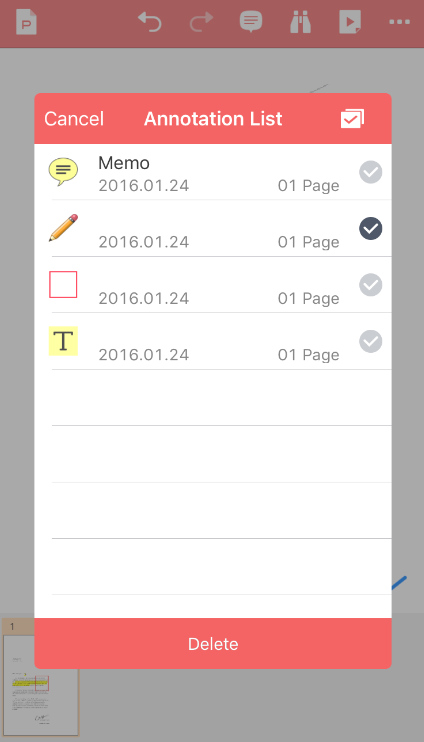 P
Cancel Annotation List
Memo
2016.01.24 01 Page
2016.01.24 01 Page
2016.01.24 01 Page
T
2016.01.24 01 Page
Delete
1